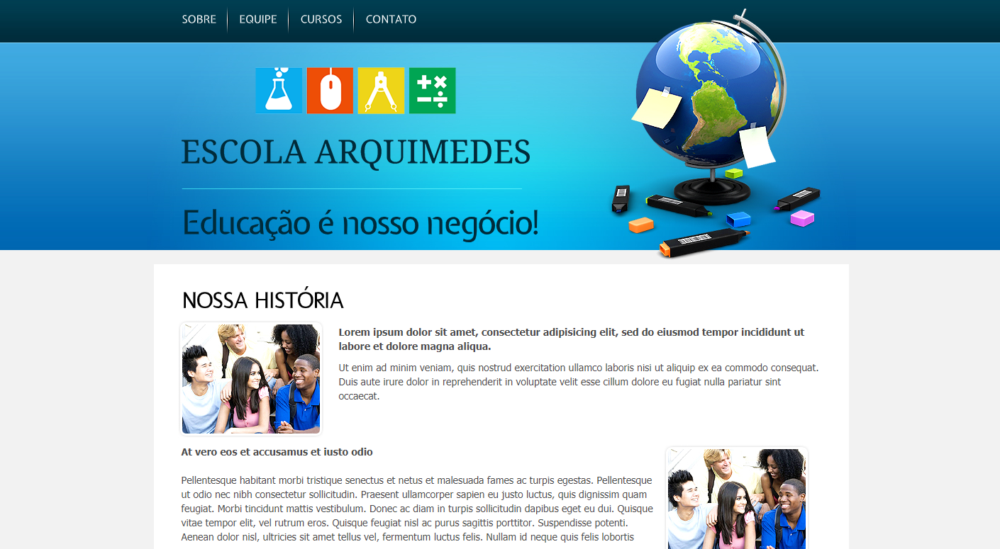 SOBRE EQUIPE CURSOS CONTATO
ESCOLA ARQUIMEDES
Educação é nosso negócio!
NOSSA HISTÓRIA
Lorem ipsum dolor sit amet, consectetur adipisicing elit, sed do eiusmod tempor incididunt ut
labore et dolore magna aliqua.
Ut enim ad minim veniam, quis nostrud exercitation ullamco laboris nisi ut aliquip ex ea commodo consequat.
Duis aute irure dolor in reprehenderit in voluptate velit esse cillum dolore eu fugiat nulla pariatur sint
occaecat.
At vero eos et accusamus et iusto odio
Pellentesque habitant morbi tristique senectus et netus et malesuada fames ac turpis egestas. Pellentesque
ut odio nec nibh consectetur sollicitudin. Praesent ullamcorper sapien eu justo luctus, quis dignissim quam
feugiat. Morbi tincidunt mattis vestibulum. Donec ac diam in turpis sollicitudin dapibus eget eu dui. Quisque
vitae tempor elit, vel rutrum eros. Quisque feugiat nisl ac purus sagittis porttitor. Suspendisse potenti.
Aenean dolor nisl, ultricies sit amet tellus vel, fermentum luctus felis. Nullam id neque quis felis lobortis